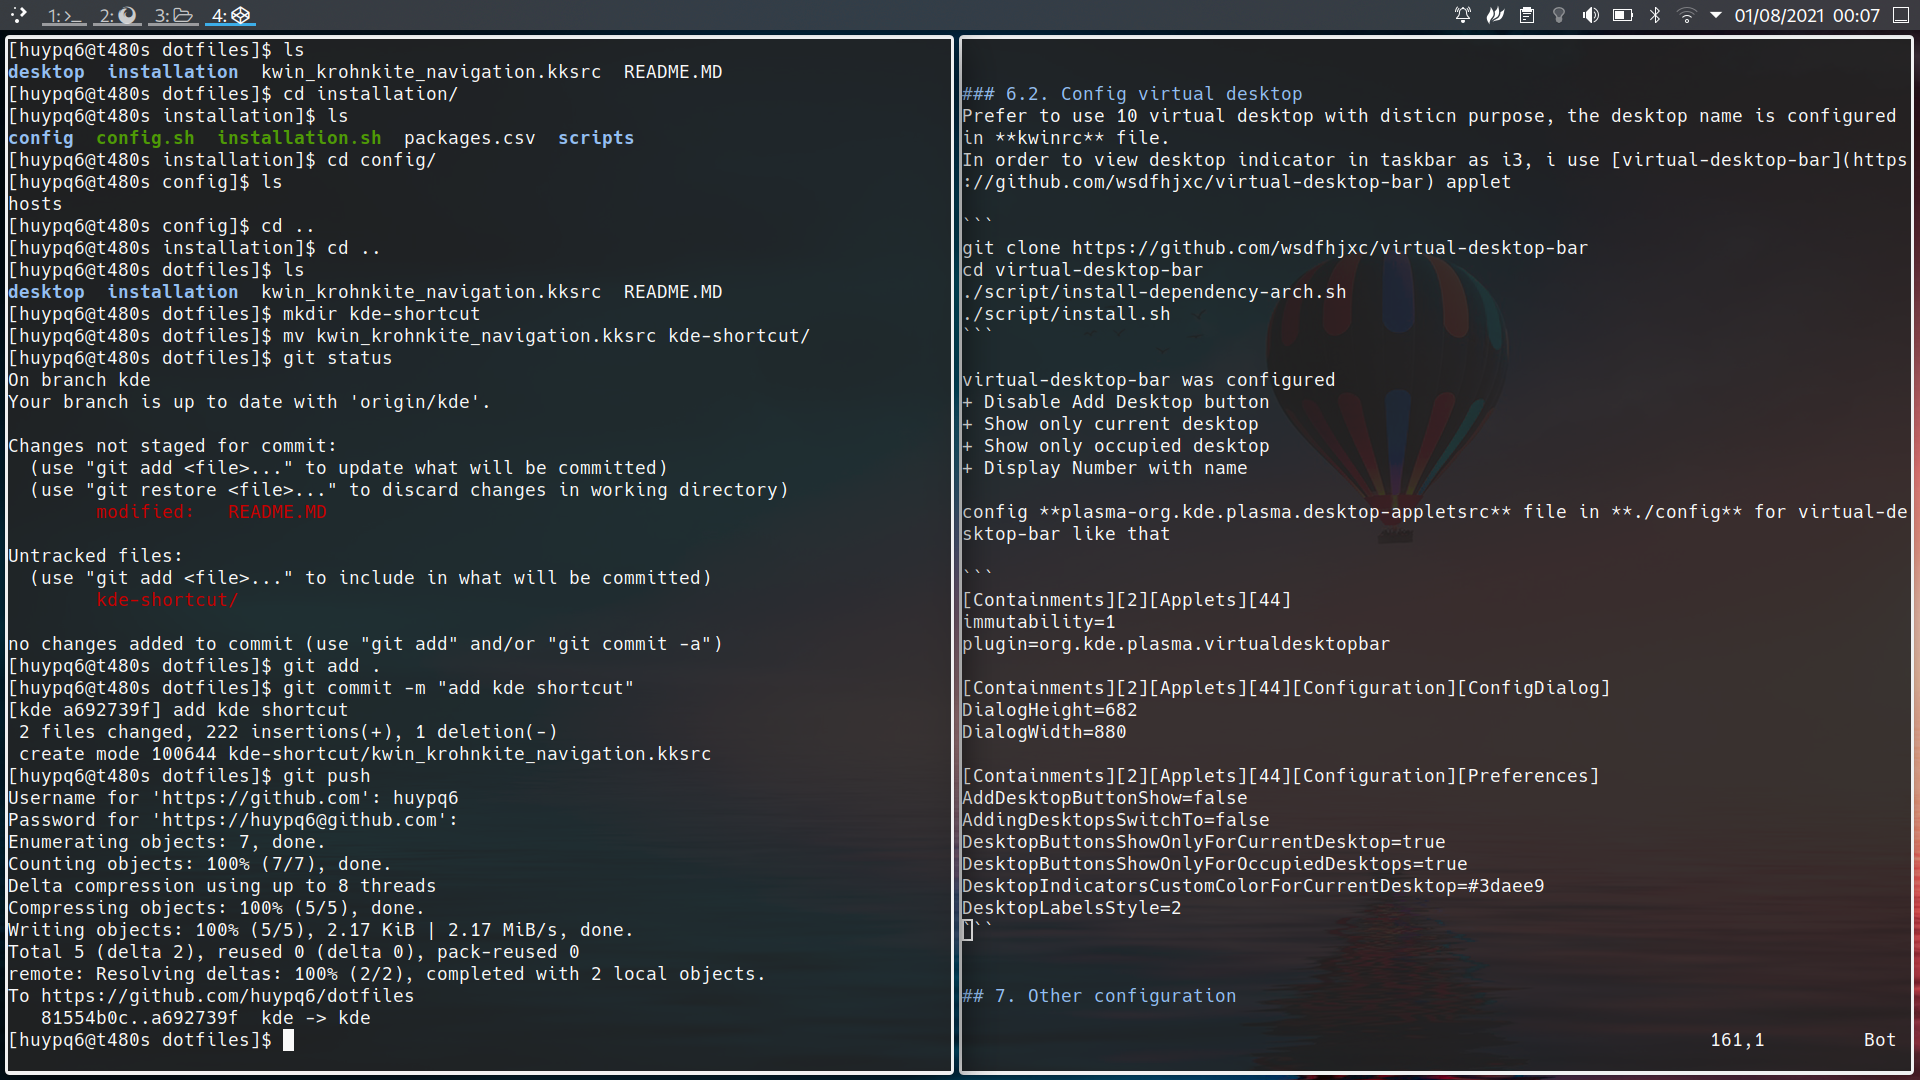 1: 2: 3: 4: 01/08/2021 00:07
[huypq6@t480s dotfiles]$ ls
desktop  installation  kwin_krohnkite_navigation.kksrc  README.MD
[huypq6@t480s dotfiles]$ cd installation/
[huypq6@t480s installation]$ ls
config  config.sh  installation.sh  packages.csv  scripts
[huypq6@t480s installation]$ cd config/
[huypq6@t480s config]$ ls
hosts
[huypq6@t480s config]$ cd ..
[huypq6@t480s installation]$ cd ..
[huypq6@t480s dotfiles]$ ls
desktop  installation  kwin_krohnkite_navigation.kksrc  README.MD
[huypq6@t480s dotfiles]$ mkdir kde-shortcut
[huypq6@t480s dotfiles]$ mv kwin_krohnkite_navigation.kksrc kde-shortcut/
[huypq6@t480s dotfiles]$ git status
On branch kde
Your branch is up to date with 'origin/kde'.
Changes not staged for commit:
  (use "git add <file>..." to update what will be committed)
  (use "git restore <file>..." to discard changes in working directory)
        modified:   README.MD
Untracked files:
  (use "git add <file>..." to include in what will be committed)
        kde-shortcut/
no changes added to commit (use "git add" and/or "git commit -a")
[huypq6@t480s dotfiles]$ git add .
[huypq6@t480s dotfiles]$ git commit -m "add kde shortcut"
[kde a692739f] add kde shortcut
 2 files changed, 222 insertions(+), 1 deletion(-)
 create mode 100644 kde-shortcut/kwin_krohnkite_navigation.kksrc
[huypq6@t480s dotfiles]$ git push
Username for 'https://github.com': huypq6
Password for 'https://huypq6@github.com':
Enumerating objects: 7, done.
Counting objects: 100% (7/7), done.
Delta compression using up to 8 threads
Compressing objects: 100% (5/5), done.
Writing objects: 100% (5/5), 2.17 KiB | 2.17 MiB/s, done.
Total 5 (delta 2), reused 0 (delta 0), pack-reused 0
remote: Resolving deltas: 100% (2/2), completed with 2 local objects.
To https://github.com/huypq6/dotfiles
   81554b0c..a692739f  kde -> kde
[huypq6@t480s dotfiles]$
### 6.2. Config virtual desktop
Prefer to use 10 virtual desktop with disticn purpose, the desktop name is configured
in **kwinrc** file.
In order to view desktop indicator in taskbar as i3, i use [virtual-desktop-bar](https
://github.com/wsdfhjxc/virtual-desktop-bar) applet
```
git clone https://github.com/wsdfhjxc/virtual-desktop-bar
cd virtual-desktop-bar
./script/install-dependency-arch.sh
./script/install.sh
```
virtual-desktop-bar was configured
+ Disable Add Desktop button
+ Show only current desktop
+ Show only occupied desktop
+ Display Number with name
config **plasma-org.kde.plasma.desktop-appletsrc** file in **./config** for virtual-de
sktop-bar like that
```
[Containments][2][Applets][44]
immutability=1
plugin=org.kde.plasma.virtualdesktopbar
[Containments][2][Applets][44][Configuration][ConfigDialog]
DialogHeight=682
DialogWidth=880
[Containments][2][Applets][44][Configuration][Preferences]
AddDesktopButtonShow=false
AddingDesktopsSwitchTo=false
DesktopButtonsShowOnlyForCurrentDesktop=true
DesktopButtonsShowOnlyForOccupiedDesktops=true
DesktopIndicatorsCustomColorForCurrentDesktop=#3daee9
DesktopLabelsStyle=2
```
## 7. Other configuration
161,1 Bot